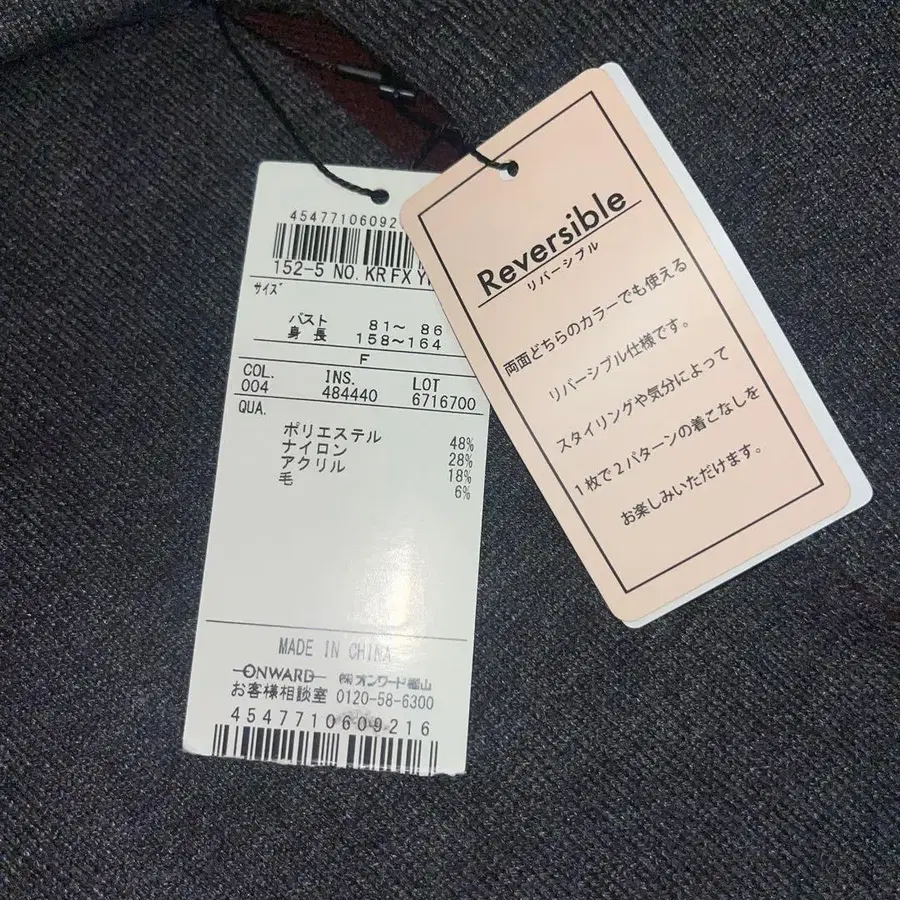 45477106092
152-5 NO. KRFX
サイズ
バスト 81～ 86
身 長 158～164
F
COL. INS. LOT
004 484440 6716700
QUA.
ポリエステル 48%
ナイロン 28%
アクリル 18%
毛 6%
MADE IN CHINA
ONWARD ㈱オンワード樫山
お客様相談室 0120-58-6300
4547710609216
Reversible
リバーシブル
両面どちらのカラーでも使える
リバーシブル仕様です。
スタイリングや気分によって
1枚で2パターンの着こなしを
お楽しみいただけます。